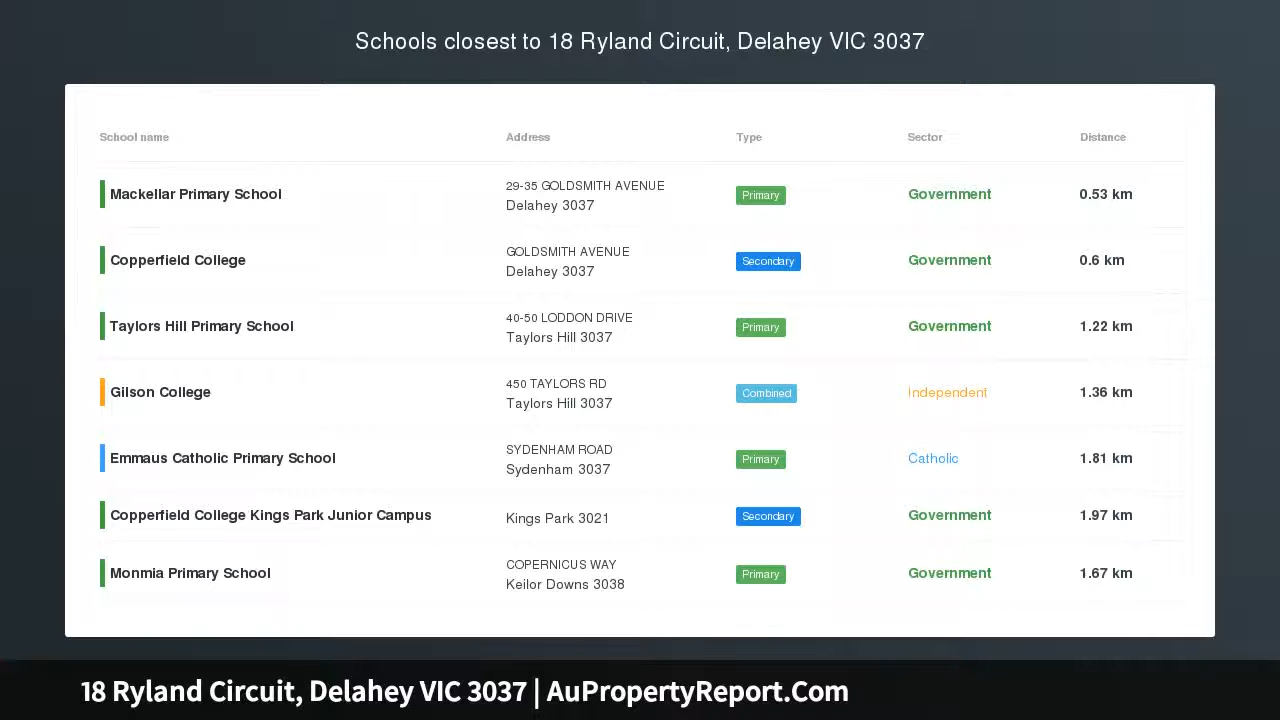 Schools closest to 18 Ryland Circuit, Delahey VIC 3037
School name Address Type Sector Distance
Mackellar Primary School 29-35 GOLDSMITH AVENUE Delahey 3037 Primary Government 0.53 km
Copperfield College GOLDSMITH AVENUE Delahey 3037 Secondary Government 0.6 km
Taylors Hill Primary School 40-50 LODDON DRIVE Taylors Hill 3037 Primary Government 1.22 km
Gilson College 450 TAYLORS RD Taylors Hill 3037 Combined Independent 1.36 km
Emmaus Catholic Primary School SYDENHAM ROAD Sydenham 3037 Primary Catholic 1.81 km
Copperfield College Kings Park Junior Campus Kings Park 3021 Secondary Government 1.97 km
Monmia Primary School COPERNICUS WAY Keilor Downs 3038 Primary Government 1.67 km
18 Ryland Circuit, Delahey VIC 3037 | AuPropertyReport.Com